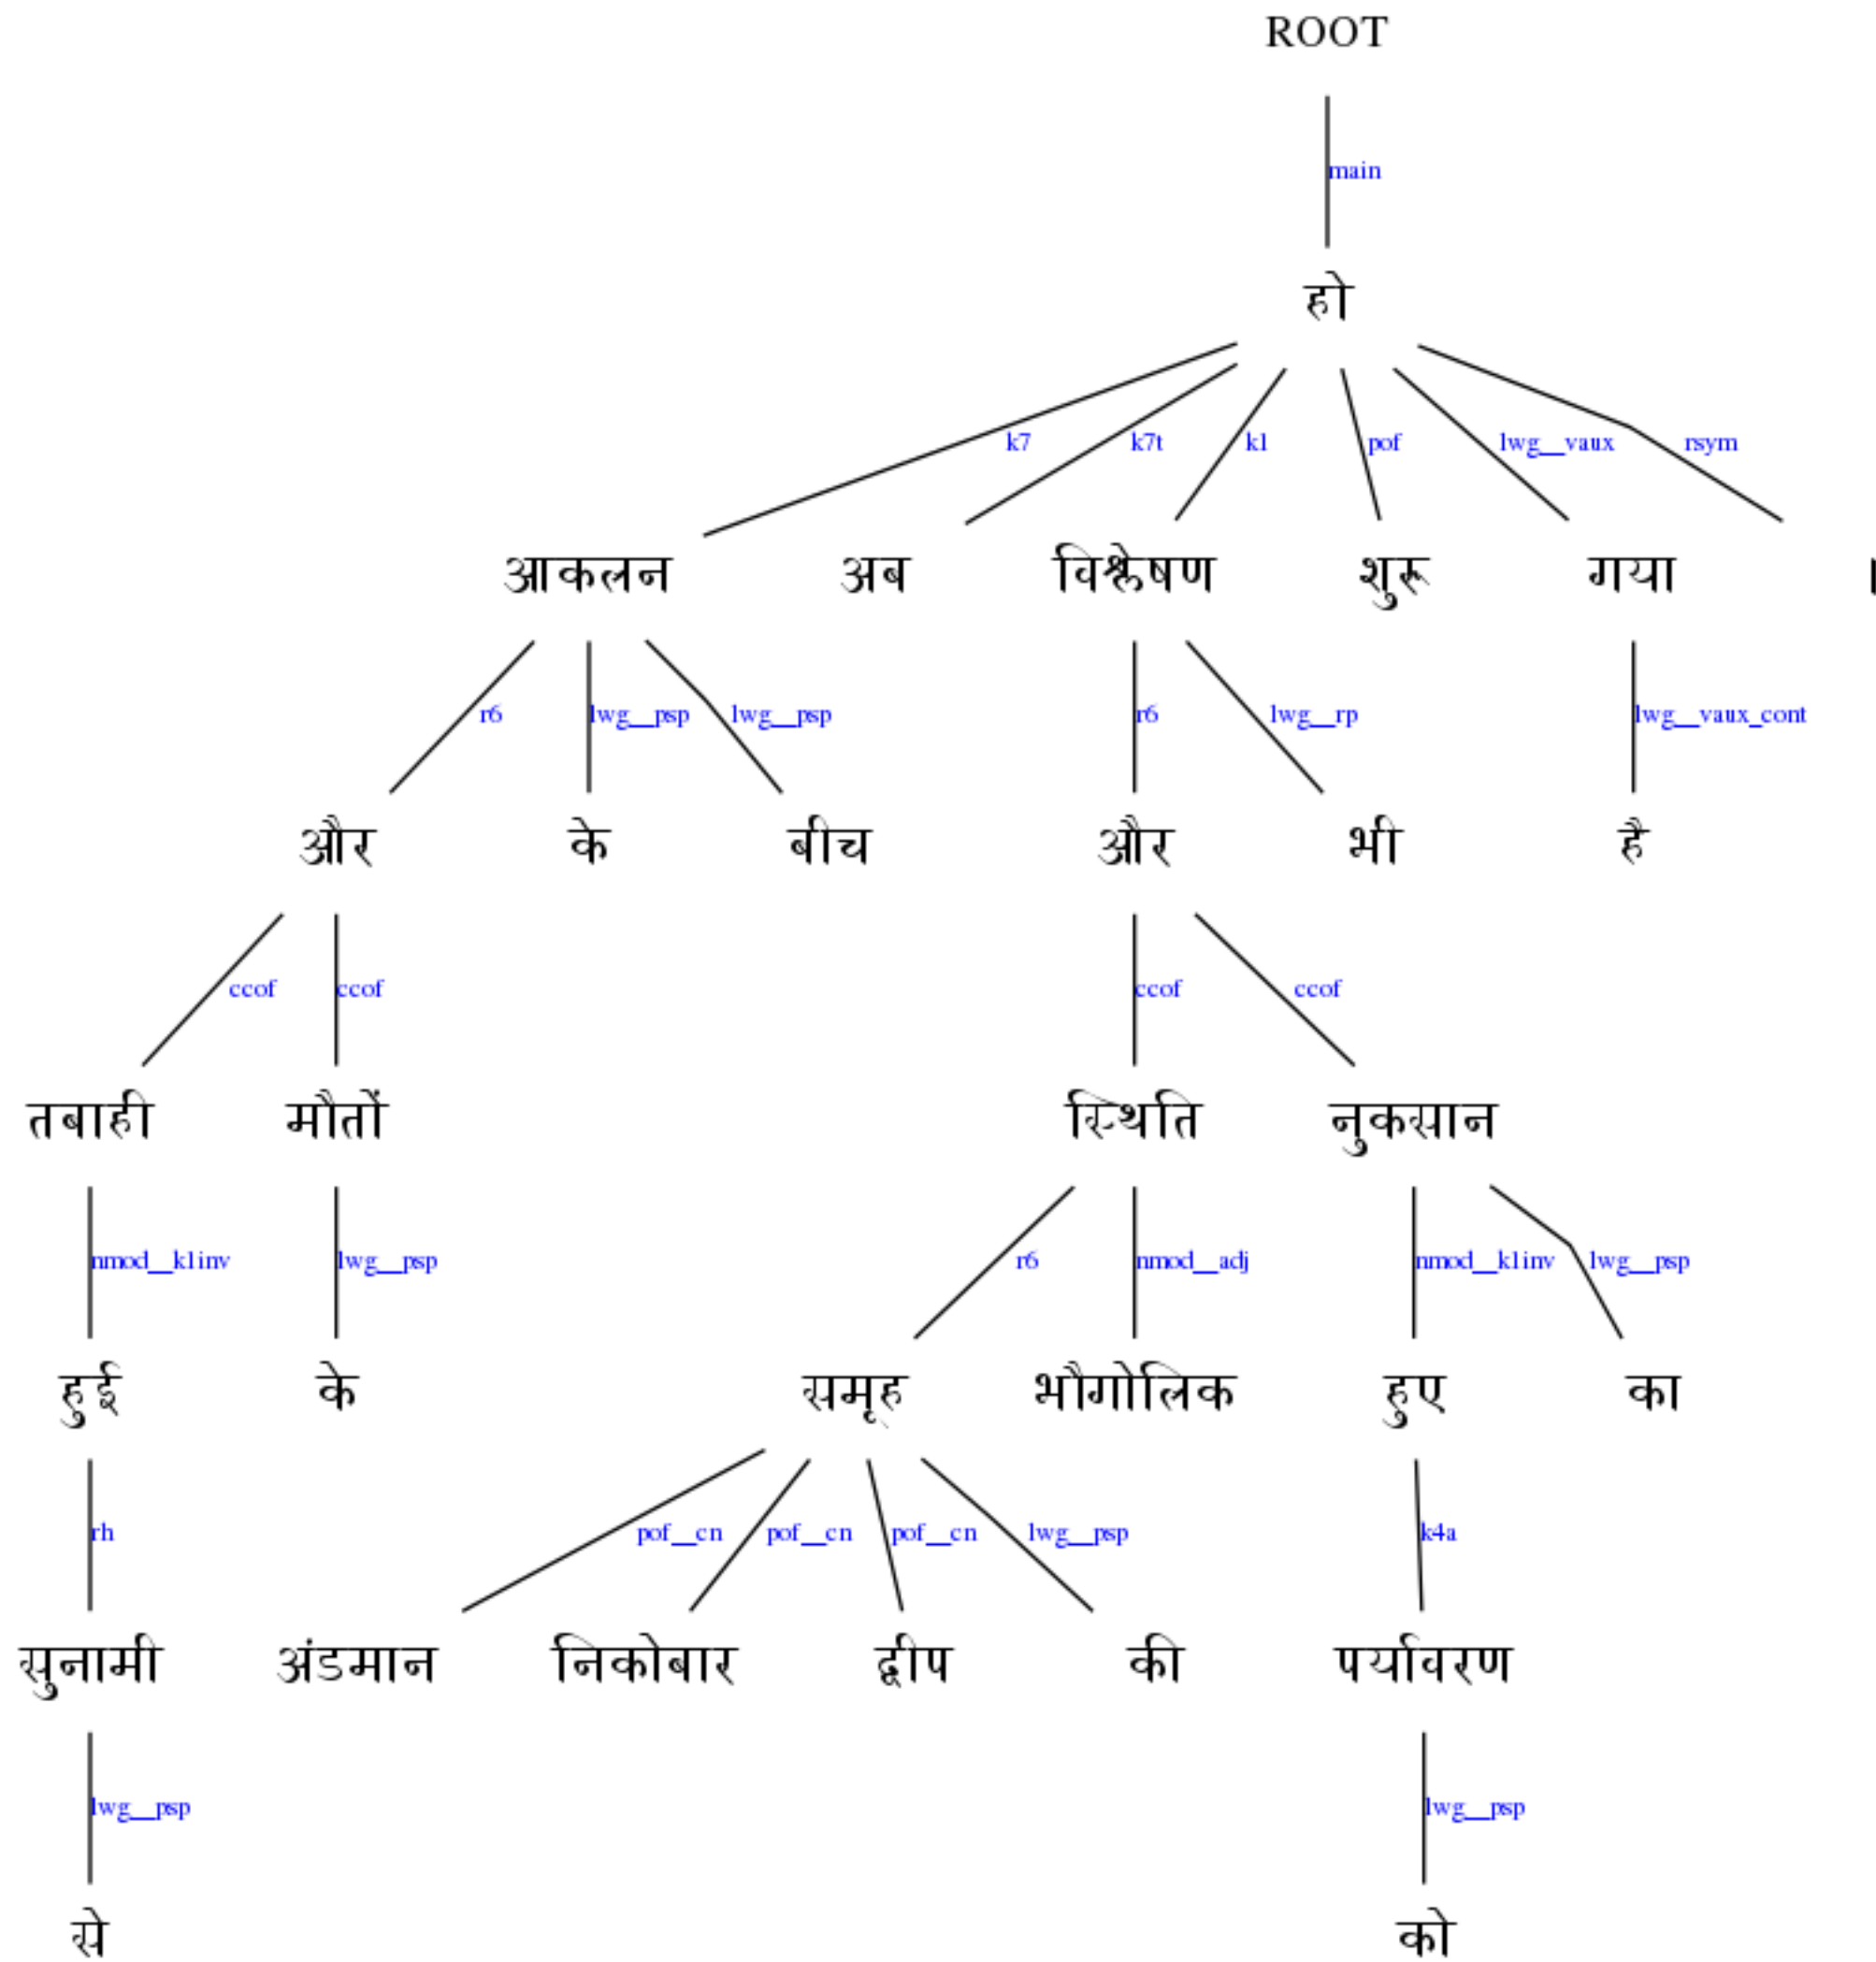 ROOT
main
हो
k7 k7t k1 pof lwg__vaux rsym
आकलन अब विश्लेषण शुरू गया ।
r6 lwg__psp lwg__psp r6 lwg__rp lwg__vaux_cont
और के बीच और भी है
ccof ccof ccof ccof
तबाही मौतों स्थिति नुकसान
nmod__k1inv lwg__psp r6 nmod__adj nmod__k1inv lwg__psp
हुई के समूह भौगोलिक हुए का
rh pof__cn pof__cn pof__cn lwg__psp k4a
सुनामी अंडमान निकोबार द्वीप की पर्यावरण
lwg__psp lwg__psp
से को